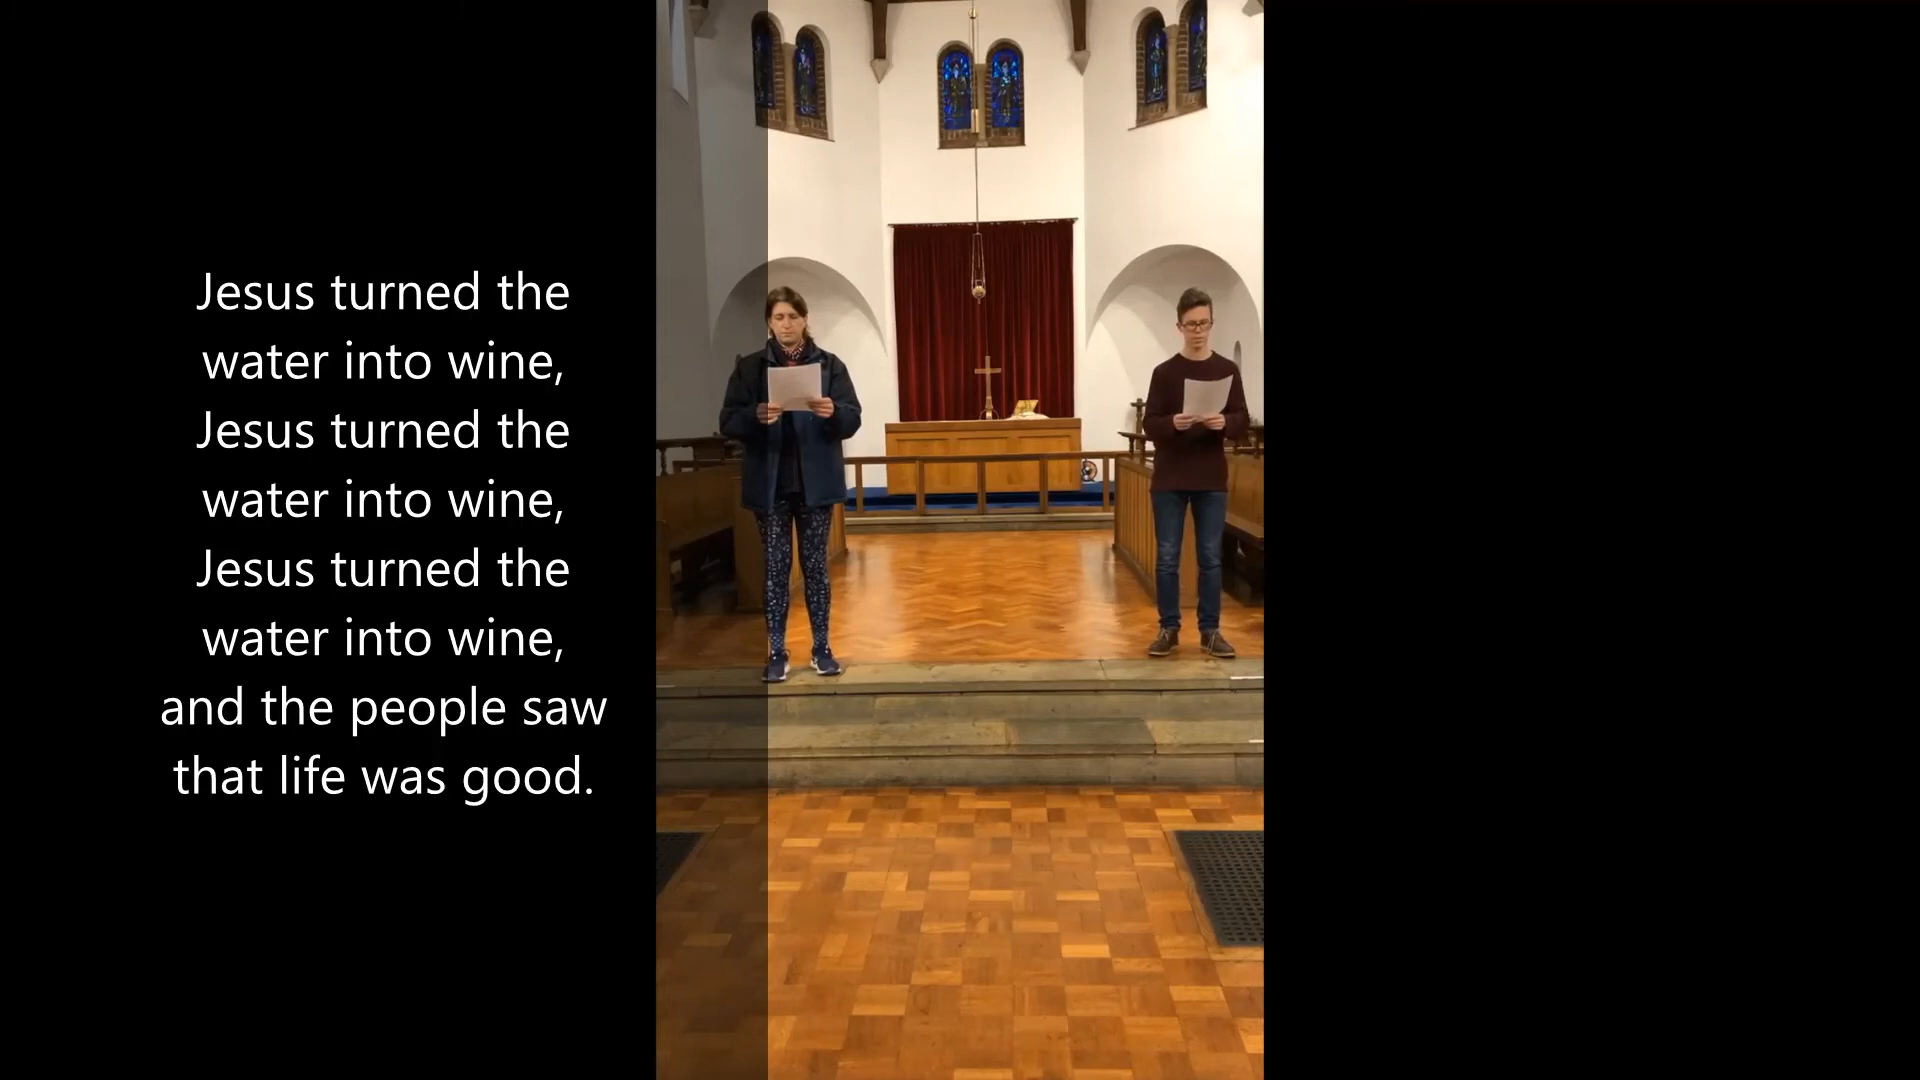 Jesus turned the
water into wine,
Jesus turned the
water into wine,
Jesus turned the
water into wine,
and the people saw
that life was good.